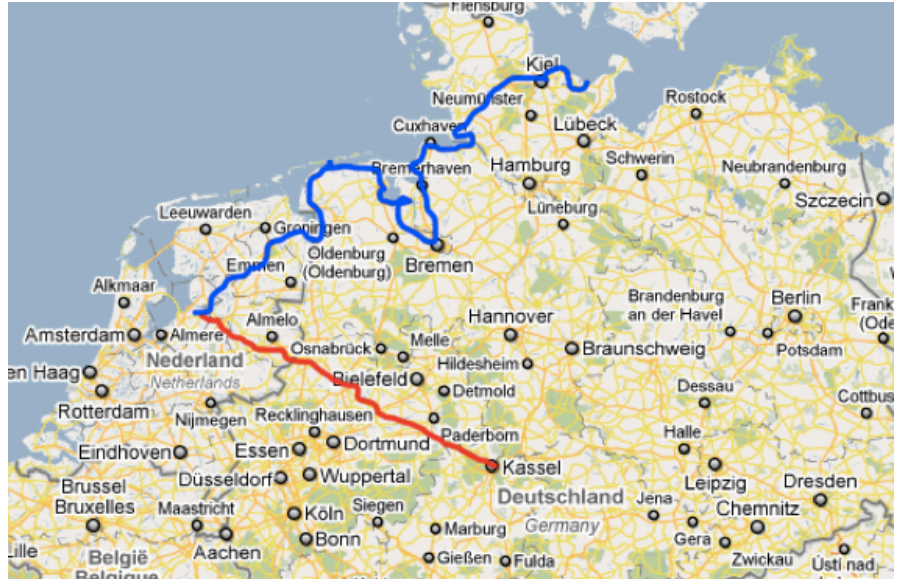 Flensburg
Kiel
Neumünster
Rostock
Cuxhaven
Lübeck
Bremerhaven
Hamburg
Schwerin
Neubrandenburg
Szczecin
Leeuwarden
Groningen
Lüneburg
Oldenburg
(Oldenburg)
Emmen
Bremen
Alkmaar
Brandenburg
an der Havel
Berlin
Frank
(Ode
Amsterdam
Almere
Almelo
Hannover
Potsdam
Nederland
Netherlands
Osnabrück
Melle
Hildesheim
Braunschweig
en Haag
Bielefeld
Detmold
Dessau
Cottbus
Rotterdam
Nijmegen
Recklinghausen
Paderborn
Halle
Eindhoven
Essen
Dortmund
Kassel
Leipzig
Dresden
Düsseldorf
Wuppertal
Brussel
Bruxelles
Maastricht
Siegen
Deutschland
Germany
Jena
Chemnitz
Köln
Marburg
Gera
Lille
België
Belgique
Aachen
Bonn
Gießen
Fulda
Zwickau
Ústí nad